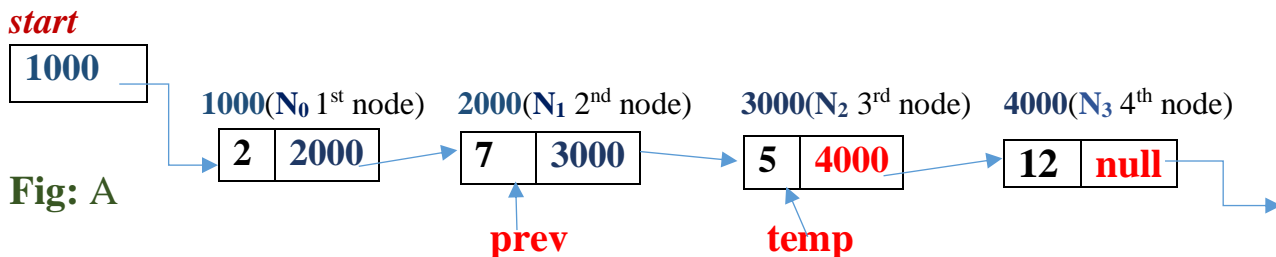 start
1000
1000(N₀ 1ˢᵗ node) 2000(N₁ 2ⁿᵈ node) 3000(N₂ 3ʳᵈ node) 4000(N₃ 4ᵗʰ node)
2 2000 7 3000 5 4000 12 null
Fig: A
prev temp